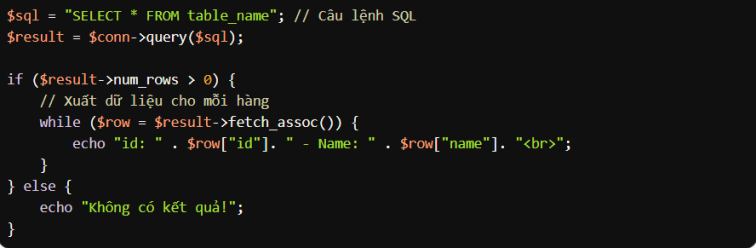 $sql = "SELECT * FROM table_name"; // Câu lệnh SQL
$result = $conn->query($sql);

if ($result->num_rows > 0) {
    // Xuất dữ liệu cho mỗi hàng
    while ($row = $result->fetch_assoc()) {
        echo "id: " . $row["id"]. " - Name: " . $row["name"]. "<br>";
    }
} else {
    echo "Không có kết quả!";
}